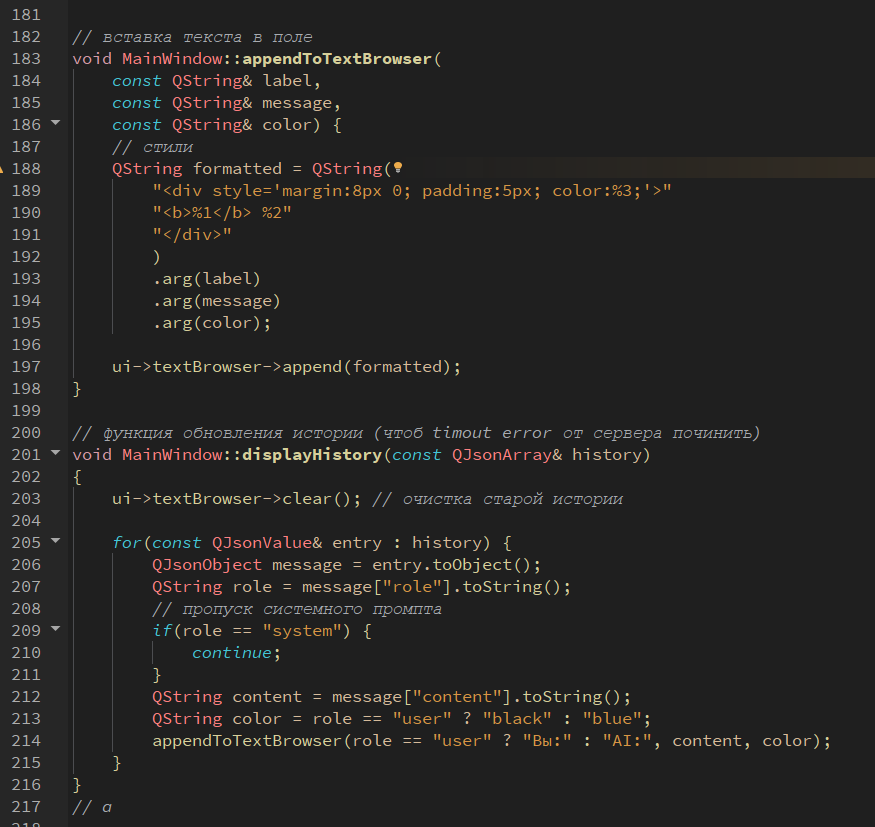 181
182 // вставка текста в поле
183 void MainWindow::appendToTextBrowser(
184     const QString& label,
185     const QString& message,
186     const QString& color) {
187     // стили
188     QString formatted = QString(
189         "<div style='margin:8px 0; padding:5px; color:%3;'>"
190         "<b>%1</b> %2"
191         "</div>"
192         )
193         .arg(label)
194         .arg(message)
195         .arg(color);
196
197     ui->textBrowser->append(formatted);
198 }
199
200 // функция обновления истории (чтоб timout error от сервера починить)
201 void MainWindow::displayHistory(const QJsonArray& history)
202 {
203     ui->textBrowser->clear(); // очистка старой истории
204
205     for(const QJsonValue& entry : history) {
206         QJsonObject message = entry.toObject();
207         QString role = message["role"].toString();
208         // пропуск системного промпта
209         if(role == "system") {
210             continue;
211         }
212         QString content = message["content"].toString();
213         QString color = role == "user" ? "black" : "blue";
214         appendToTextBrowser(role == "user" ? "Вы:" : "AI:", content, color);
215     }
216 }
217 // а